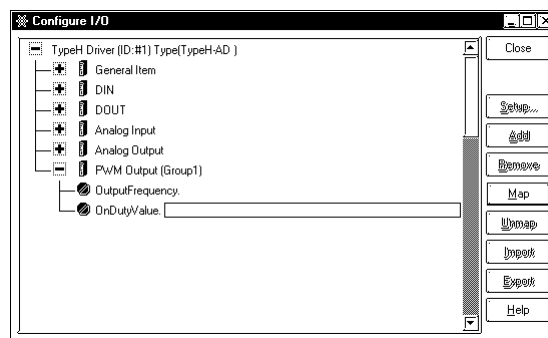 Configure I/O
TypeH Driver (ID:#1) Type(TypeH-AD )
General Item
DIN
DOUT
Analog Input
Analog Output
PWM Output (Group1)
OutputFrequency.
OnDutyValue.
Close
Setup...
Add
Remove
Map
Unmap
Import
Export
Help